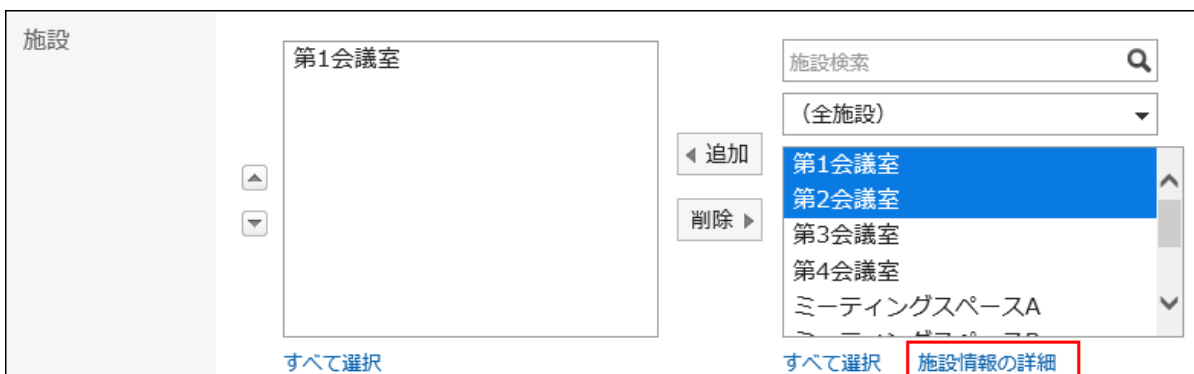 施設
第1会議室
すべて選択
追加
削除
施設検索
(全施設)
第1会議室
第2会議室
第3会議室
第4会議室
ミーティングスペースA
すべて選択 施設情報の詳細